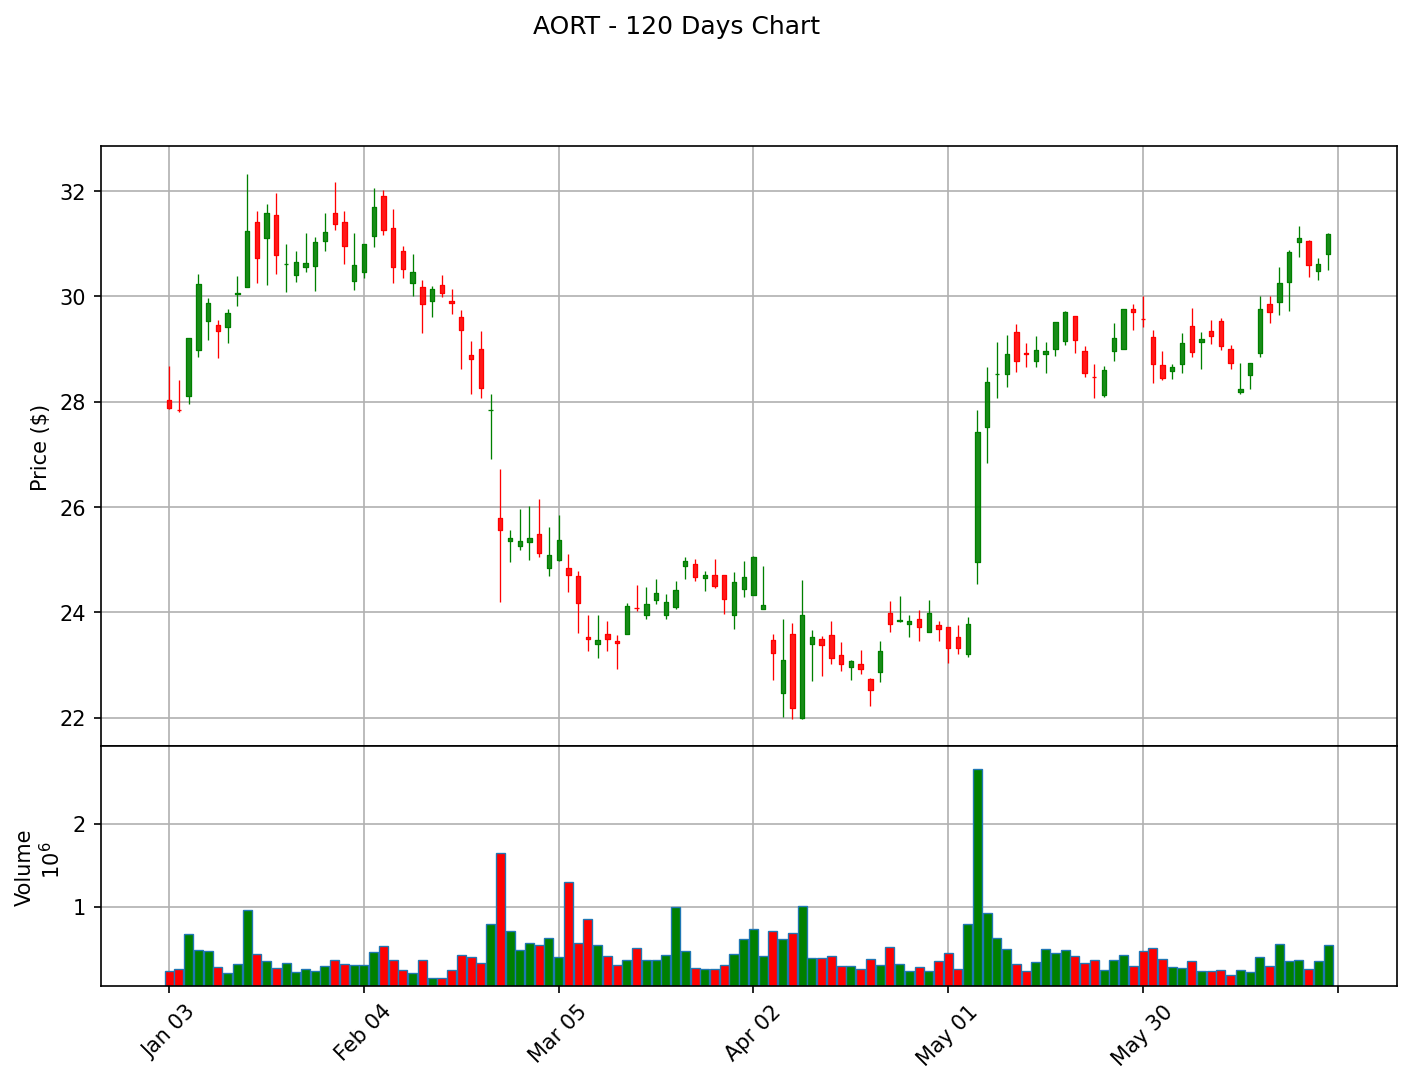 AORT - 120 Days Chart
Price ($)
32
30
28
26
24
22
Volume
10⁶
2
1
Jan 03
Feb 04
Mar 05
Apr 02
May 01
May 30